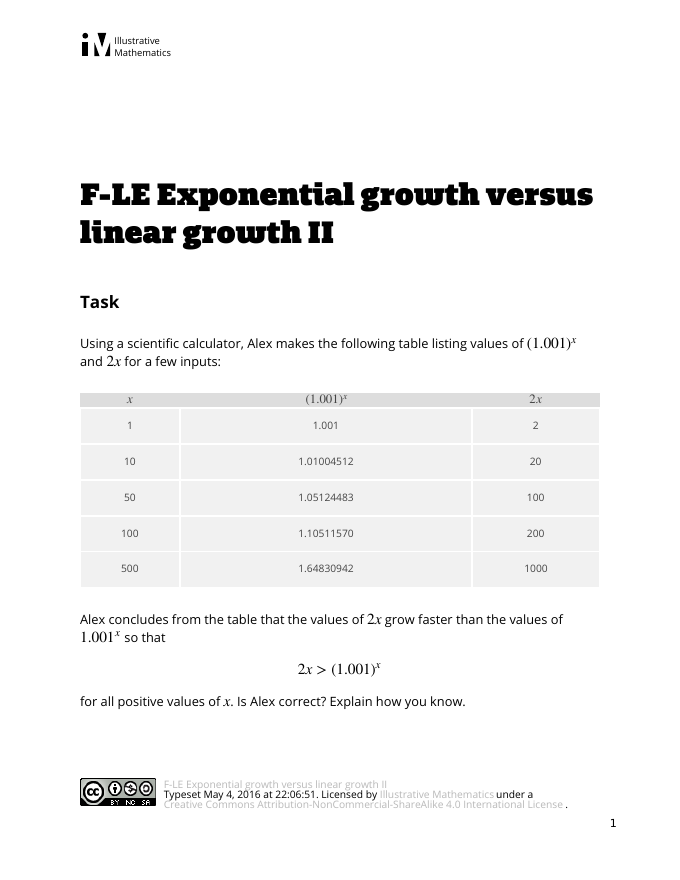 Illustrative
Mathematics
F-LE Exponential growth versus
linear growth II
Task
Using a scientific calculator, Alex makes the following table listing values of (1.001)ˣ
and 2x for a few inputs:
x (1.001)ˣ 2x
1 1.001 2
10 1.01004512 20
50 1.05124483 100
100 1.10511570 200
500 1.64830942 1000
Alex concludes from the table that the values of 2x grow faster than the values of
1.001ˣ so that
2x > (1.001)ˣ
for all positive values of x. Is Alex correct? Explain how you know.
F-LE Exponential growth versus linear growth II
Typeset May 4, 2016 at 22:06:51. Licensed by Illustrative Mathematics under a
Creative Commons Attribution-NonCommercial-ShareAlike 4.0 International License .
cc BY NC SA
1